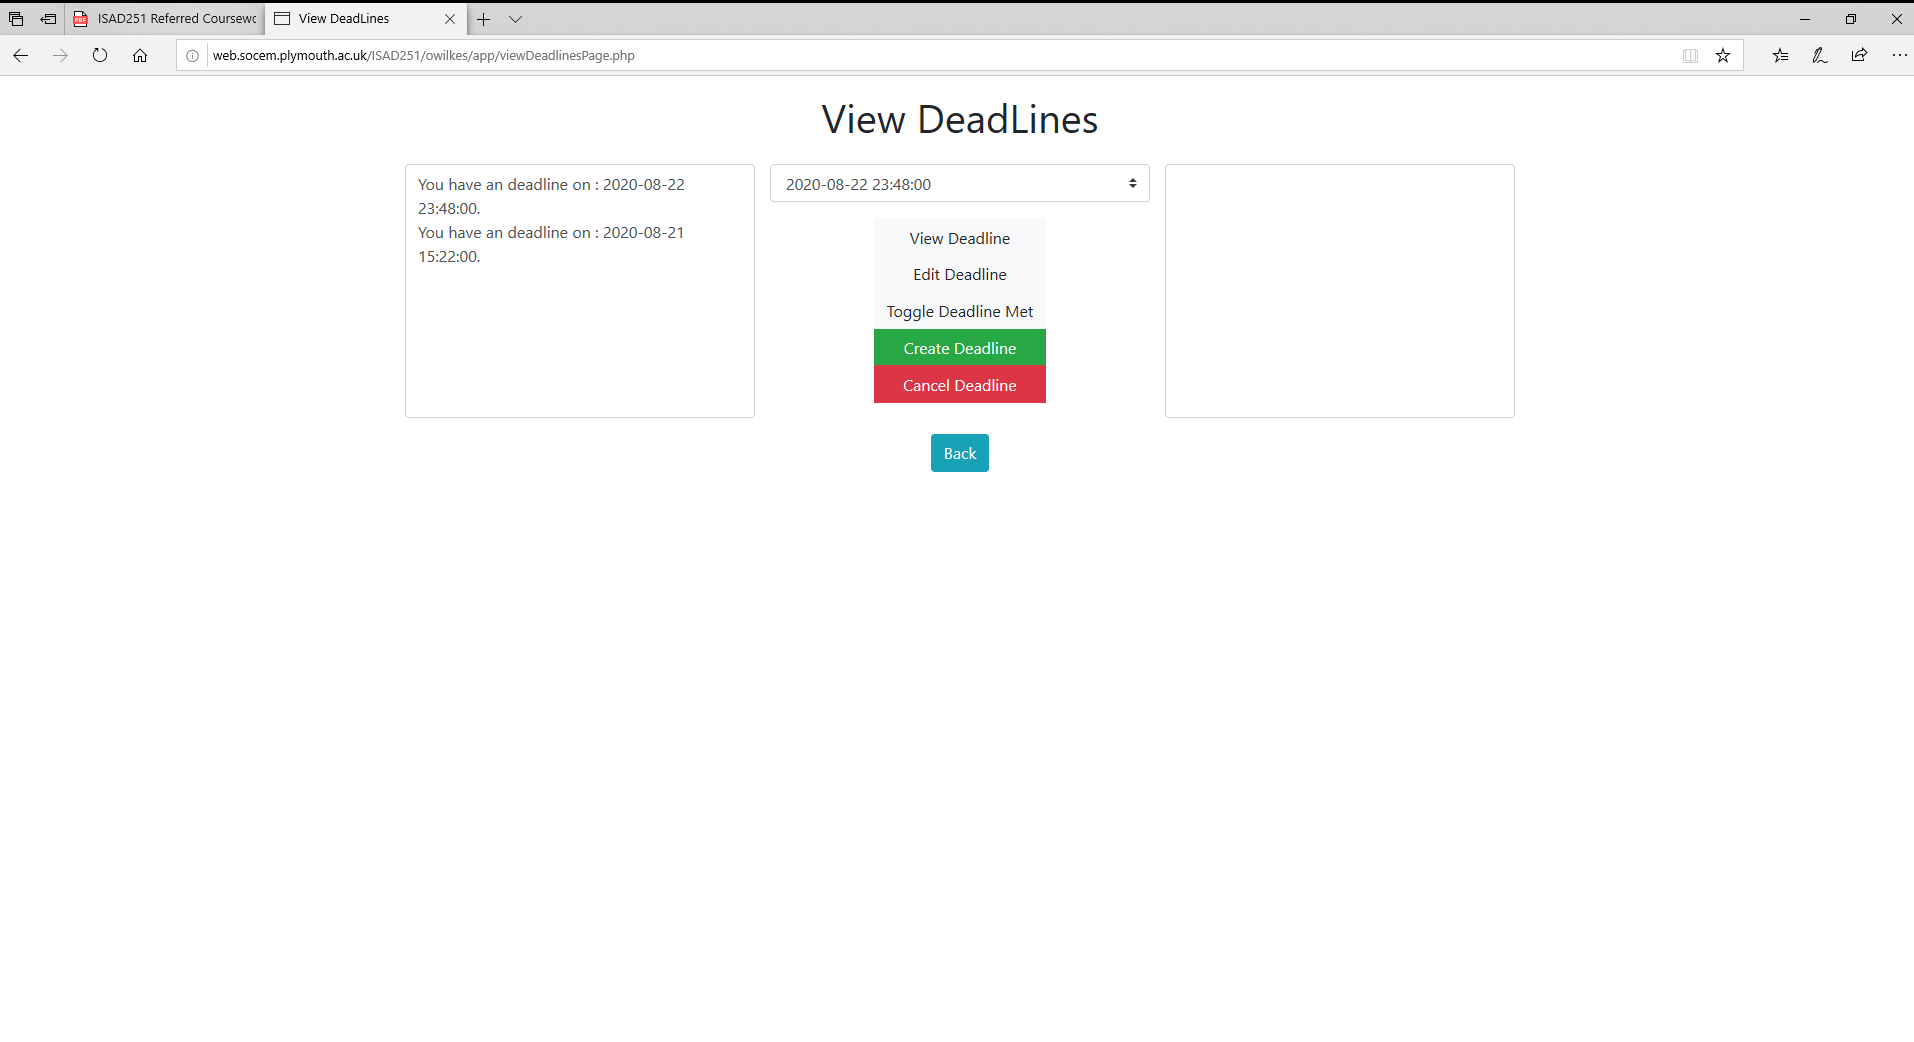 ISAD251 Referred Coursewo
View DeadLines
web.socem.plymouth.ac.uk/ISAD251/owilkes/app/viewDeadlinesPage.php
View DeadLines
You have an deadline on : 2020-08-22
23:48:00.
You have an deadline on : 2020-08-21
15:22:00.
2020-08-22 23:48:00
View Deadline
Edit Deadline
Toggle Deadline Met
Create Deadline
Cancel Deadline
Back